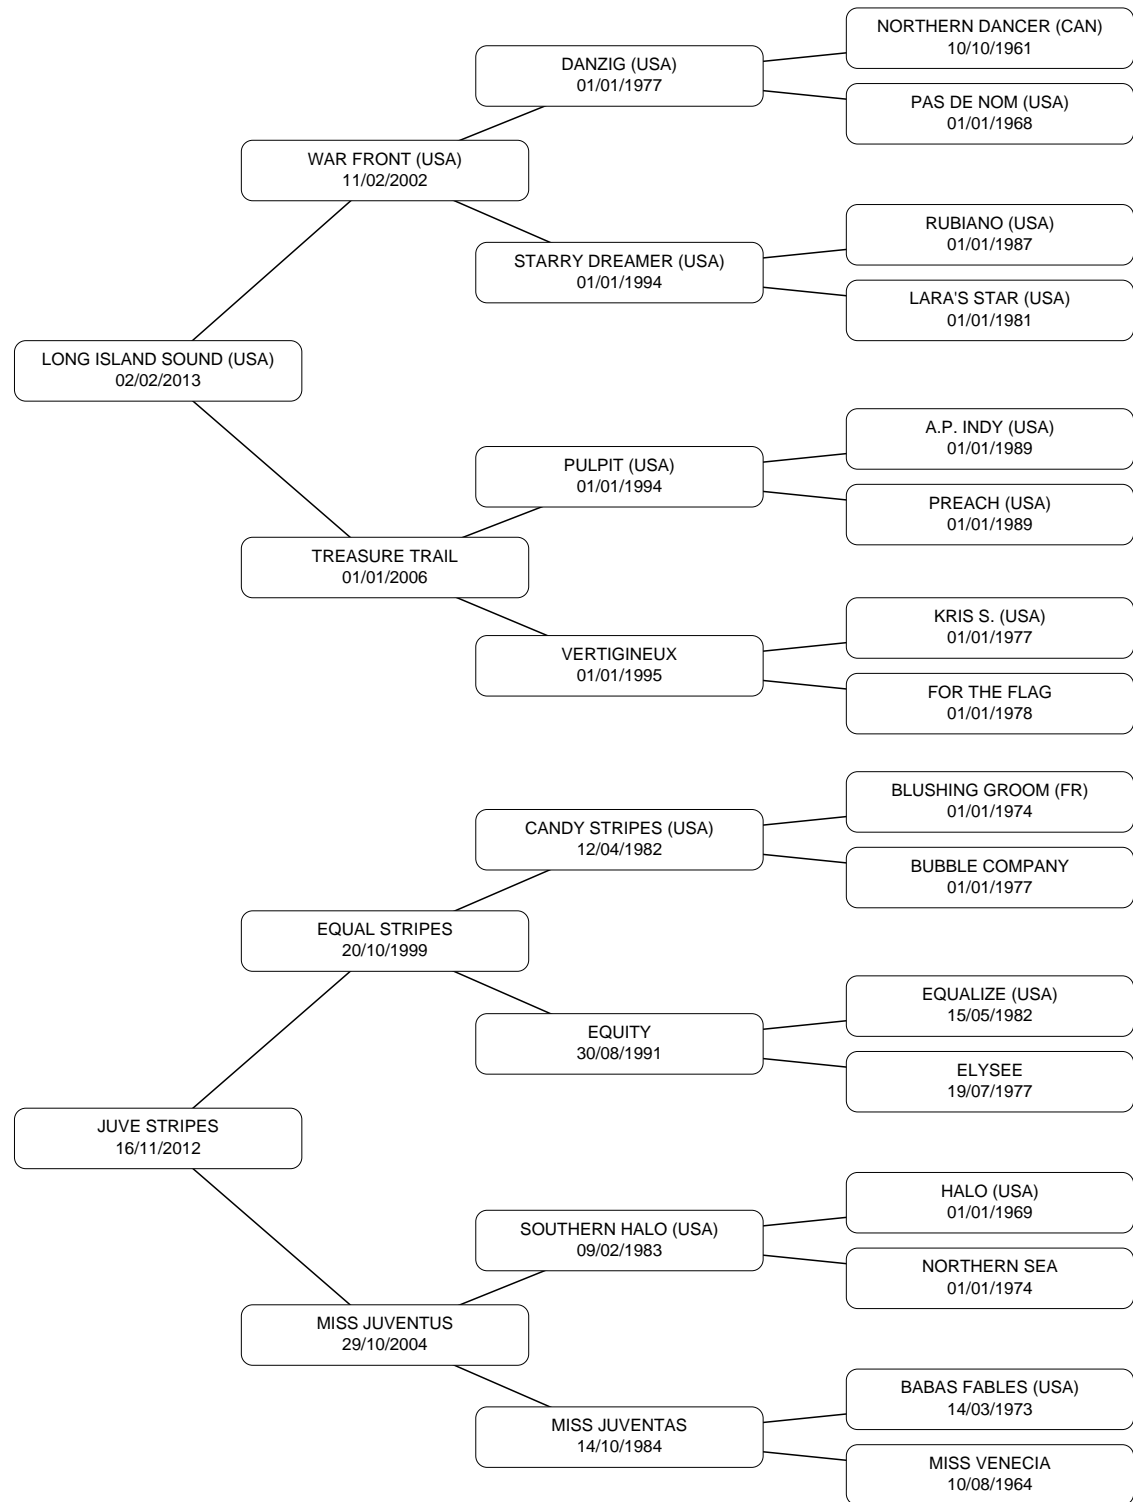 NORTHERN DANCER (CAN)
10/10/1961
DANZIG (USA)
01/01/1977
PAS DE NOM (USA)
01/01/1968
WAR FRONT (USA)
11/02/2002
RUBIANO (USA)
01/01/1987
STARRY DREAMER (USA)
01/01/1994
LARA'S STAR (USA)
01/01/1981
LONG ISLAND SOUND (USA)
02/02/2013
A.P. INDY (USA)
01/01/1989
PULPIT (USA)
01/01/1994
PREACH (USA)
01/01/1989
TREASURE TRAIL
01/01/2006
KRIS S. (USA)
01/01/1977
VERTIGINEUX
01/01/1995
FOR THE FLAG
01/01/1978
BLUSHING GROOM (FR)
01/01/1974
CANDY STRIPES (USA)
12/04/1982
BUBBLE COMPANY
01/01/1977
EQUAL STRIPES
20/10/1999
EQUALIZE (USA)
15/05/1982
EQUITY
30/08/1991
ELYSEE
19/07/1977
JUVE STRIPES
16/11/2012
HALO (USA)
01/01/1969
SOUTHERN HALO (USA)
09/02/1983
NORTHERN SEA
01/01/1974
MISS JUVENTUS
29/10/2004
BABAS FABLES (USA)
14/03/1973
MISS JUVENTAS
14/10/1984
MISS VENECIA
10/08/1964